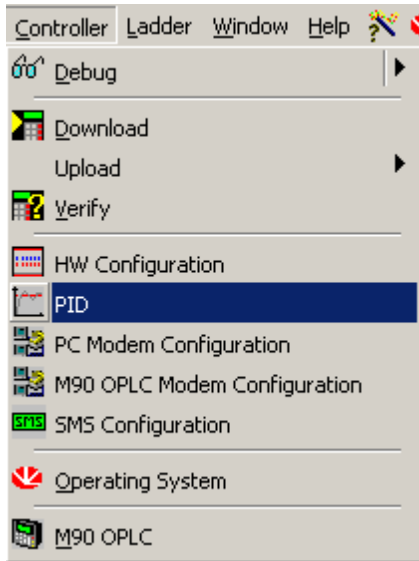 Controller Ladder Window Help
Debug
Download
Upload
Verify
HW Configuration
PID
PC Modem Configuration
M90 OPLC Modem Configuration
SMS SMS Configuration
Operating System
M90 OPLC